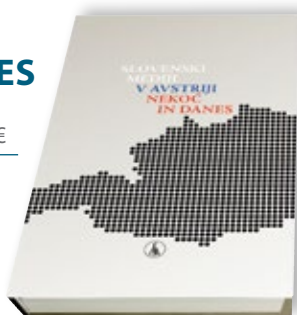 ES
€
SLOVENSKI
MEDIJI
V AVSTRIJI
NEKOČ
IN DANES